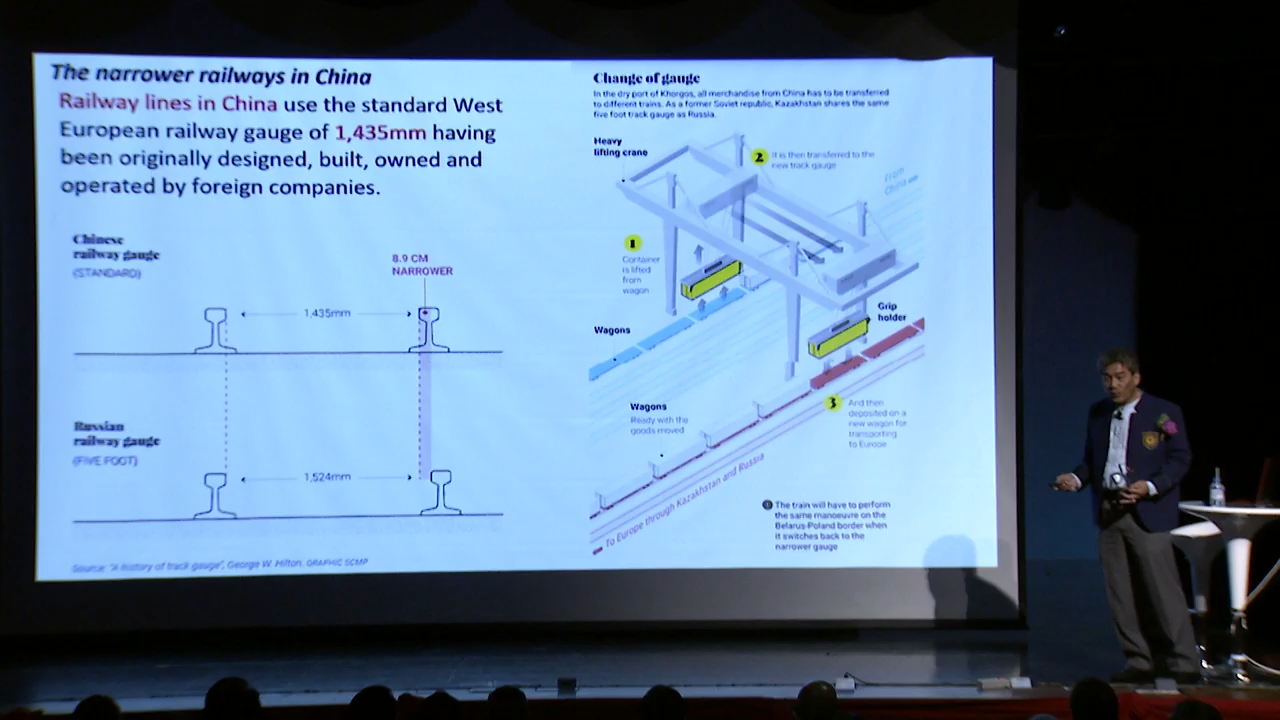 The narrower railways in China
Railway lines in China use the standard West
European railway gauge of 1,435mm having
been originally designed, built, owned and
operated by foreign companies.
Chinese
railway gauge
(STANDARD)
8.9 CM
NARROWER
1,435mm
Russian
railway gauge
(FIVE FOOT)
1,524mm
Source: "A history of track gauge", George W. Hilton. GRAPHIC SCMP
Change of gauge
In the dry port of Khorgos, all merchandise from China has to be transferred
to different trains. As a former Soviet republic, Kazakhstan shares the same
five foot track gauge as Russia.
Heavy
lifting crane
2
It is then transferred to the
new track gauge
From
China
1
Container
is lifted
from
wagon
Grip
holder
Wagons
Wagons
Ready with the
goods moved
3
And then
deposited on a
new wagon for
transporting
to Europe
To Europe through Kazakhstan and Russia
The train will have to perform
the same manoeuvre on the
Belarus-Poland border when
it switches back to the
narrower gauge